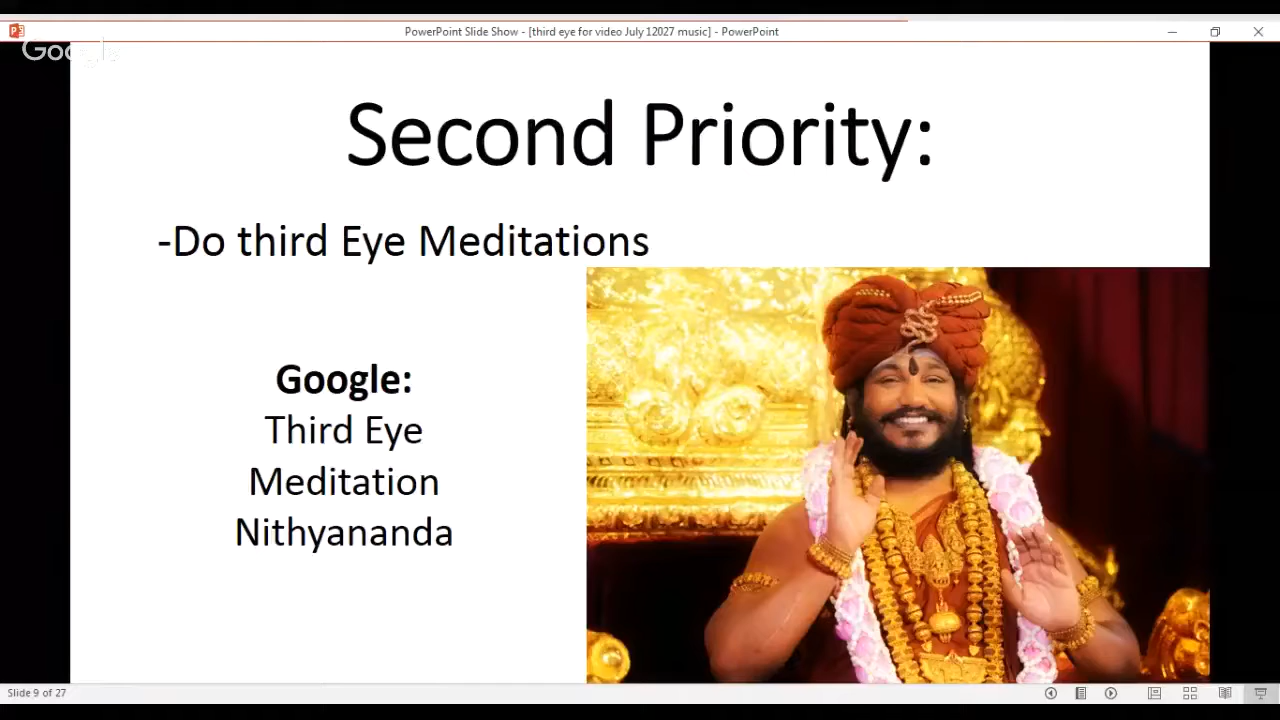 PowerPoint Slide Show - [third eye for video July 12027 music] - PowerPoint
Google
Second Priority:
-Do third Eye Meditations
Google:
Third Eye
Meditation
Nithyananda
Slide 9 of 27